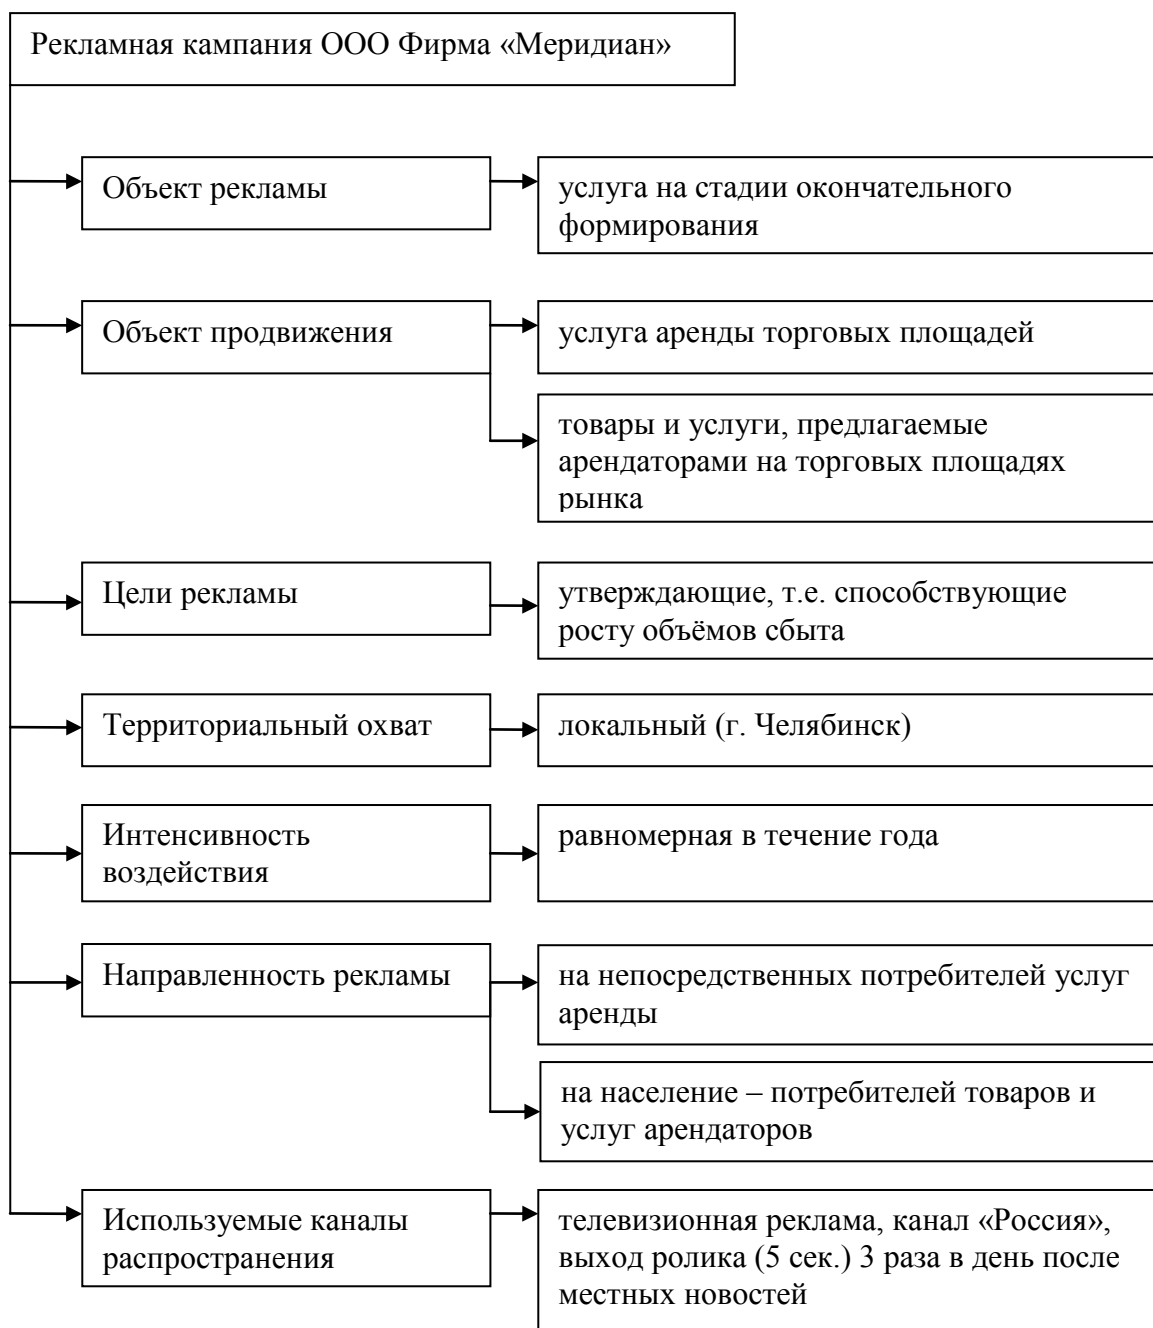 Рекламная кампания ООО Фирма «Меридиан»
Объект рекламы
услуга на стадии окончательного
формирования
Объект продвижения
услуга аренды торговых площадей
товары и услуги, предлагаемые
арендаторами на торговых площадях
рынка
Цели рекламы
утверждающие, т.е. способствующие
росту объёмов сбыта
Территориальный охват
локальный (г. Челябинск)
Интенсивность
воздействия
равномерная в течение года
Направленность рекламы
на непосредственных потребителей услуг
аренды
на население – потребителей товаров и
услуг арендаторов
Используемые каналы
распространения
телевизионная реклама, канал «Россия»,
выход ролика (5 сек.) 3 раза в день после
местных новостей